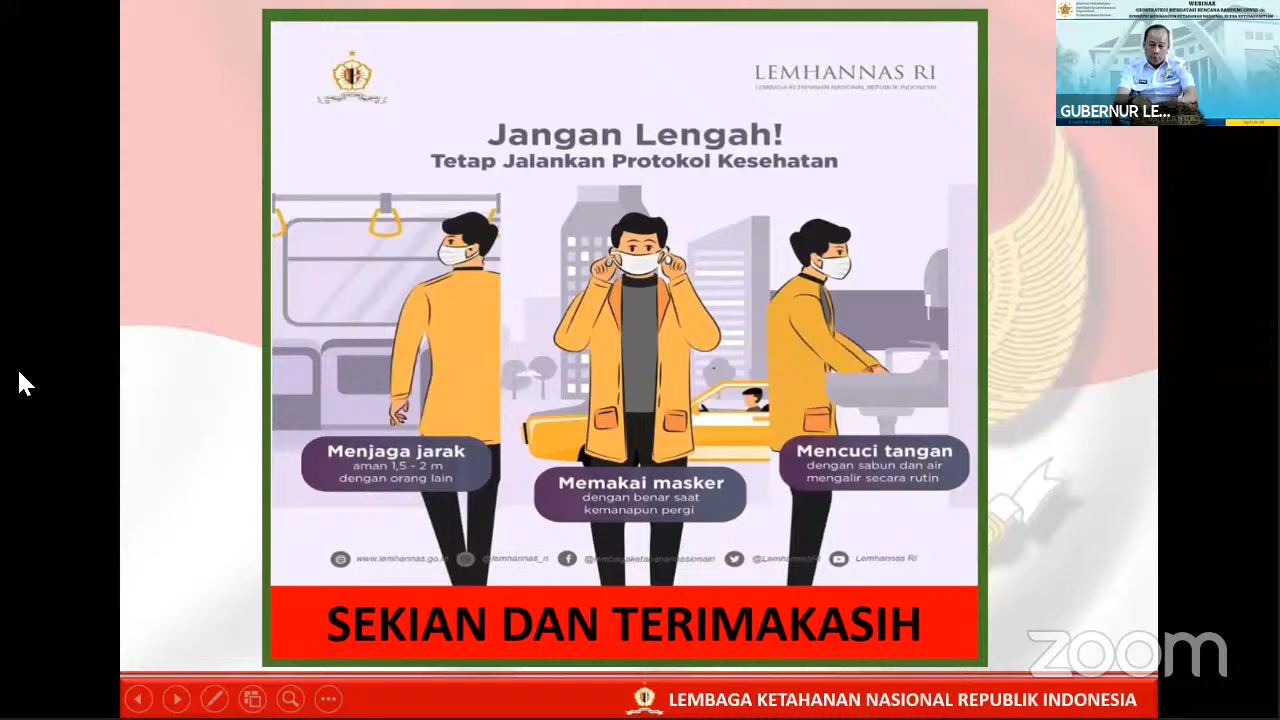 LEMHANNAS RI
LEMBAGA KETAHANAN NASIONAL REPUBLIK INDONESIA
Jangan Lengah!
Tetap Jalankan Protokol Kesehatan
Menjaga jarak
aman 1,5 - 2 m
dengan orang lain
Memakai masker
dengan benar saat
kemanapun pergi
Mencuci tangan
dengan sabun dan air
mengalir secara rutin
www.lemhannas.go.id
@lemhannas_ri
@lembagaketahanannasionalri
@LemhannasRI
Lemhannas RI
SEKIAN DAN TERIMAKASIH
LEMBAGA KETAHANAN NASIONAL REPUBLIK INDONESIA
WEBINAR
GUBERNUR LE...
zoom